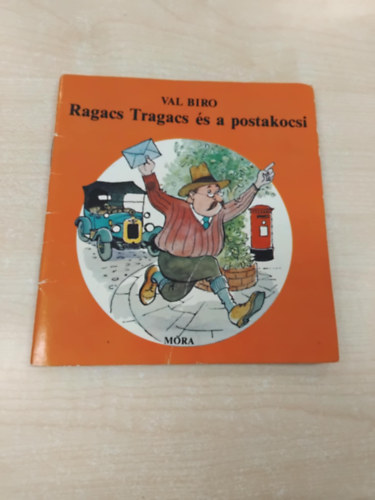 VAL BIRO
Ragacs Tragacs és a postakocsi
MÓRA